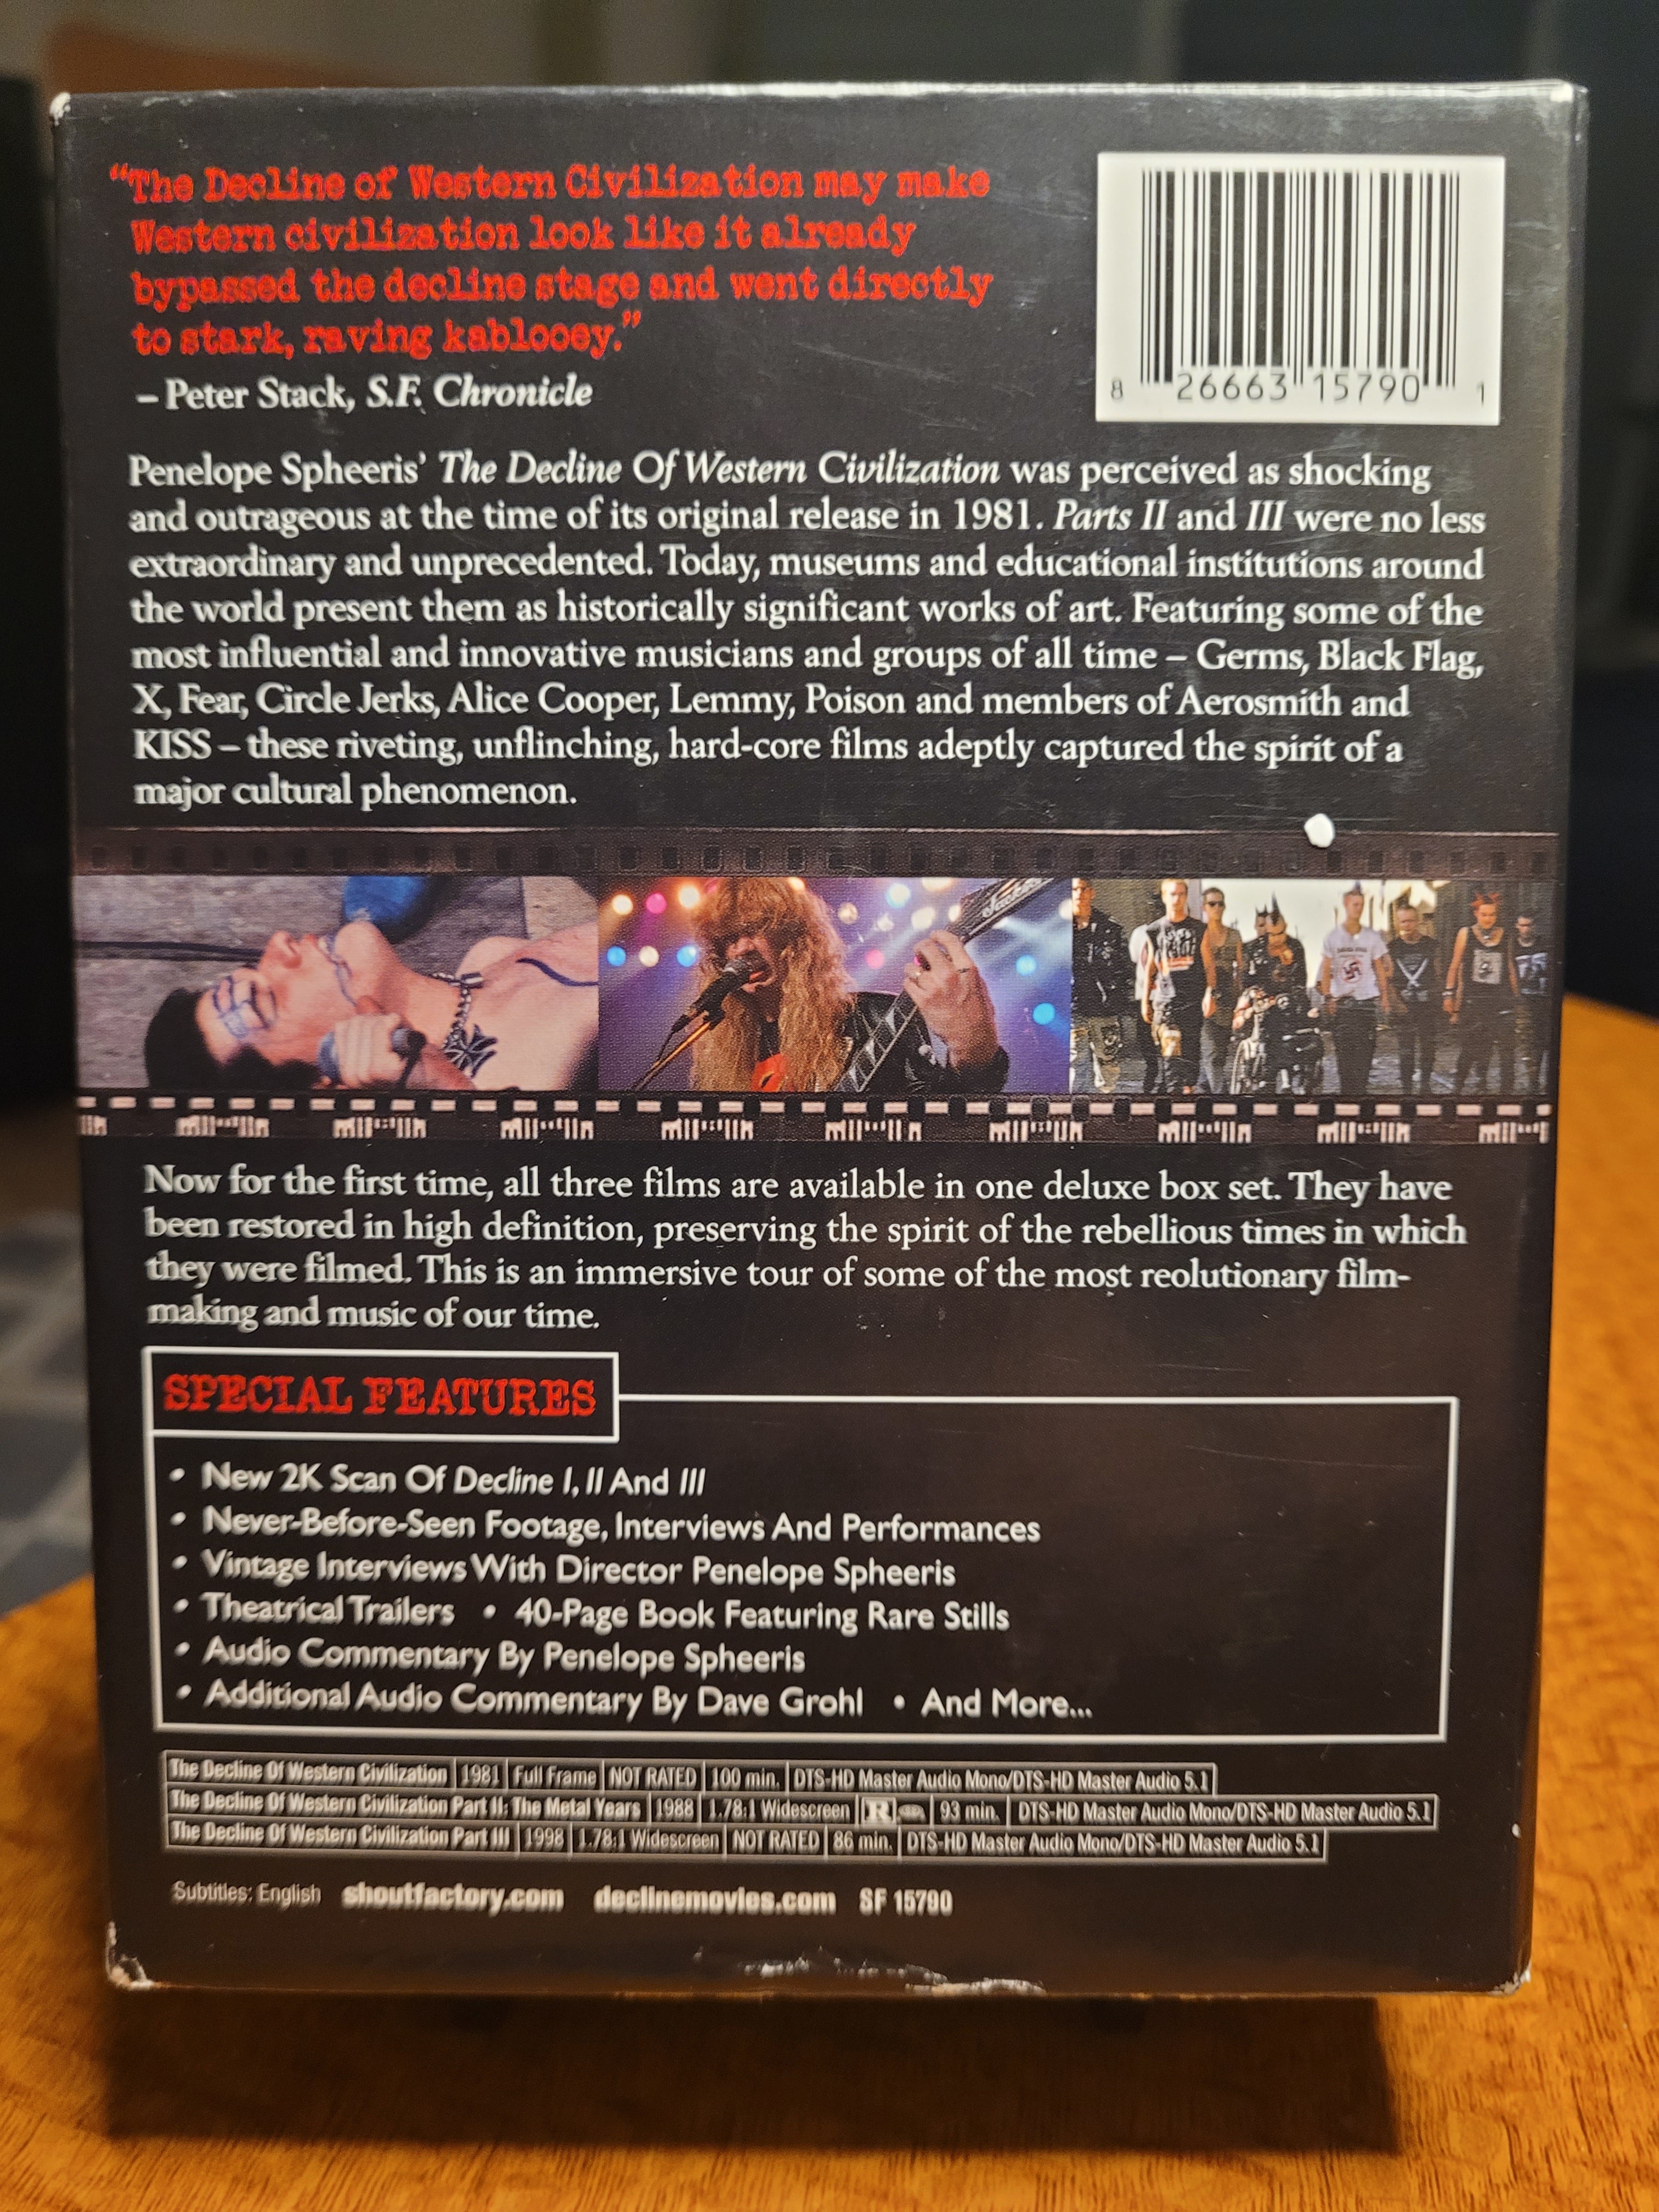 “The Decline of Western Civilization may make
Western civilization look like it already
bypassed the decline stage and went directly
to stark, raving kablooey.”
– Peter Stack, S.F. Chronicle
8 26663 15790 1
Penelope Spheeris’ The Decline Of Western Civilization was perceived as shocking
and outrageous at the time of its original release in 1981. Parts II and III were no less
extraordinary and unprecedented. Today, museums and educational institutions around
the world present them as historically significant works of art. Featuring some of the
most influential and innovative musicians and groups of all time – Germs, Black Flag,
X, Fear, Circle Jerks, Alice Cooper, Lemmy, Poison and members of Aerosmith and
KISS – these riveting, unflinching, hard-core films adeptly captured the spirit of a
major cultural phenomenon.
Jackson
Now for the first time, all three films are available in one deluxe box set. They have
been restored in high definition, preserving the spirit of the rebellious times in which
they were filmed. This is an immersive tour of some of the most reolutionary film-
making and music of our time.
SPECIAL FEATURES
• New 2K Scan Of Decline I, II And III
• Never-Before-Seen Footage, Interviews And Performances
• Vintage Interviews With Director Penelope Spheeris
• Theatrical Trailers • 40-Page Book Featuring Rare Stills
• Audio Commentary By Penelope Spheeris
• Additional Audio Commentary By Dave Grohl • And More...
The Decline Of Western Civilization 1981 Full Frame NOT RATED 100 min. DTS-HD Master Audio Mono/DTS-HD Master Audio 5.1
The Decline Of Western Civilization Part II: The Metal Years 1988 1.78:1 Widescreen R 93 min. DTS-HD Master Audio Mono/DTS-HD Master Audio 5.1
The Decline Of Western Civilization Part III 1998 1.78:1 Widescreen NOT RATED 86 min. DTS-HD Master Audio Mono/DTS-HD Master Audio 5.1
Subtitles: English shoutfactory.com declinemovies.com SF 15790